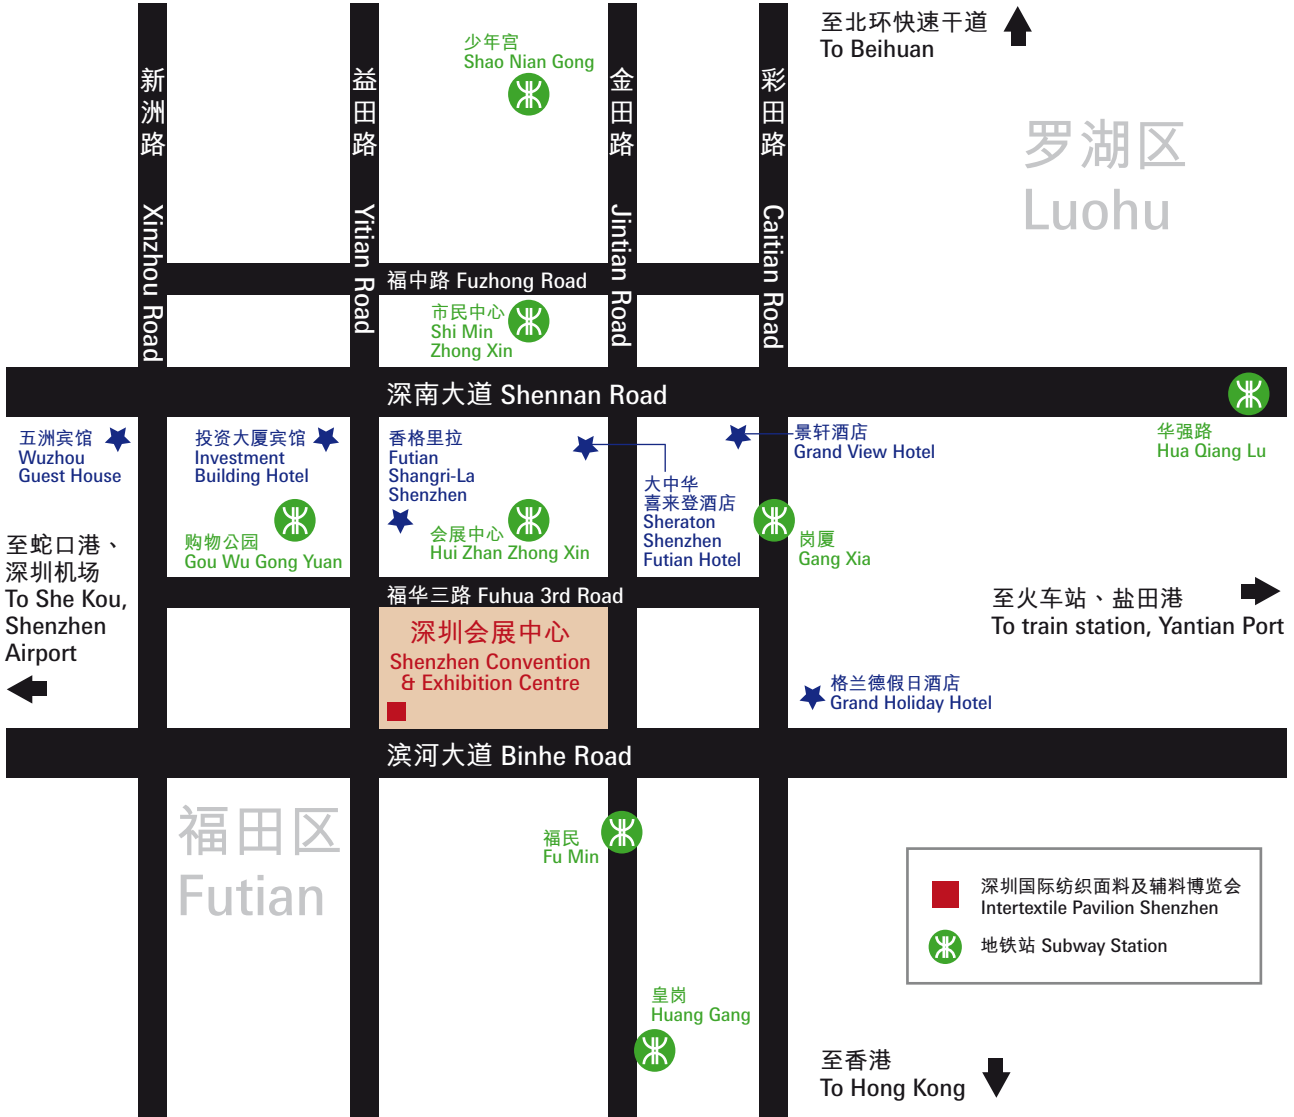 至北环快速干道
To Beihuan
少年宫
Shao Nian Gong
新洲路 Xinzhou Road
益田路 Yitian Road
金田路 Jintian Road
彩田路 Caitian Road
罗湖区
Luohu
福中路 Fuzhong Road
市民中心
Shi Min
Zhong Xin
深南大道 Shennan Road
五洲宾馆
Wuzhou
Guest House
投资大厦宾馆
Investment
Building Hotel
香格里拉
Futian
Shangri-La
Shenzhen
景轩酒店
Grand View Hotel
华强路
Hua Qiang Lu
大中华
喜来登酒店
Sheraton
Shenzhen
Futian Hotel
购物公园
Gou Wu Gong Yuan
会展中心
Hui Zhan Zhong Xin
岗厦
Gang Xia
至蛇口港、
深圳机场
To She Kou,
Shenzhen
Airport
福华三路 Fuhua 3rd Road
至火车站、盐田港
To train station, Yantian Port
深圳会展中心
Shenzhen Convention
& Exhibition Centre
格兰德假日酒店
Grand Holiday Hotel
滨河大道 Binhe Road
福田区
Futian
福民
Fu Min
深圳国际纺织面料及辅料博览会
Intertextile Pavilion Shenzhen
地铁站 Subway Station
皇岗
Huang Gang
至香港
To Hong Kong